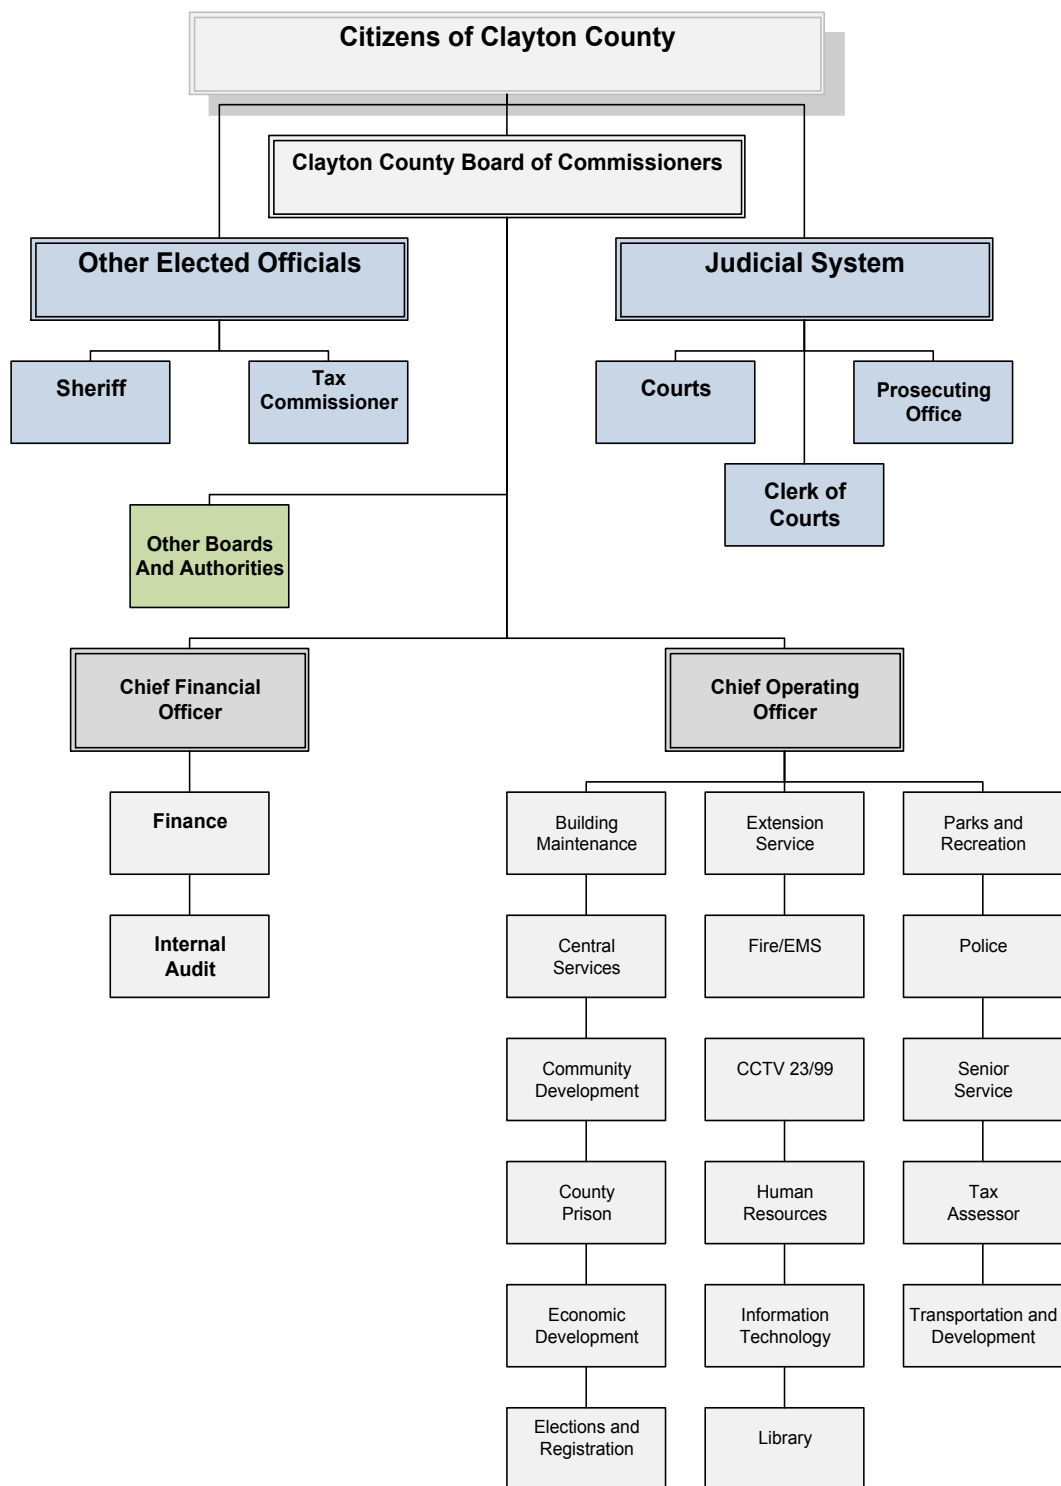 Citizens of Clayton County
Clayton County Board of Commissioners
Other Elected Officials
Judicial System
Sheriff
Tax
Commissioner
Courts
Prosecuting
Office
Clerk of
Courts
Other Boards
And Authorities
Chief Financial
Officer
Chief Operating
Officer
Finance
Building
Maintenance
Extension
Service
Parks and
Recreation
Internal
Audit
Central
Services
Fire/EMS
Police
Community
Development
CCTV 23/99
Senior
Service
County
Prison
Human
Resources
Tax
Assessor
Economic
Development
Information
Technology
Transportation and
Development
Elections and
Registration
Library